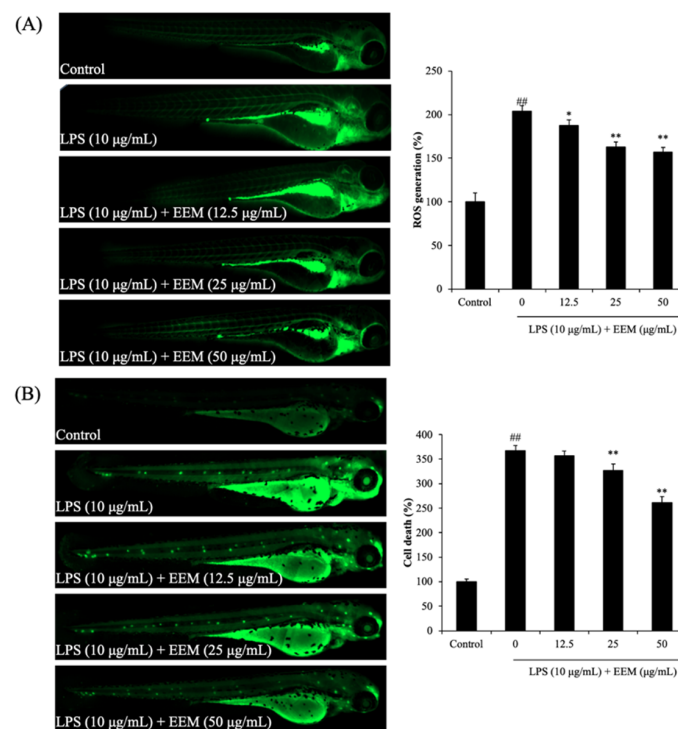 (A)
Control
LPS (10 μg/mL)
LPS (10 μg/mL) + EEM (12.5 μg/mL)
LPS (10 μg/mL) + EEM (25 μg/mL)
LPS (10 μg/mL) + EEM (50 μg/mL)
ROS generation (%)
250
200
150
100
50
0
##
*
**
**
Control
0
12.5
25
50
LPS (10 μg/mL) + EEM (μg/mL)
(B)
Control
LPS (10 μg/mL)
LPS (10 μg/mL) + EEM (12.5 μg/mL)
LPS (10 μg/mL) + EEM (25 μg/mL)
LPS (10 μg/mL) + EEM (50 μg/mL)
Cell death (%)
400
350
300
250
200
150
100
50
0
##
**
**
Control
0
12.5
25
50
LPS (10 μg/mL) + EEM (μg/mL)